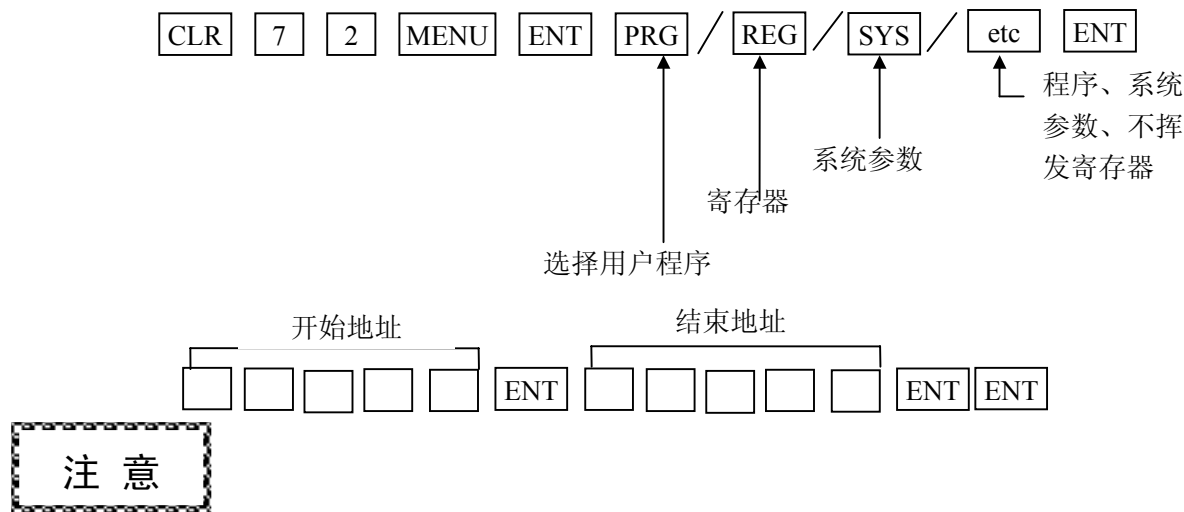 CLR 7 2 MENU ENT PRG / REG / SYS / etc ENT
程序、系统
参数、不挥
发寄存器
系统参数
寄存器
选择用户程序
开始地址 结束地址
ENT ENT ENT
注 意